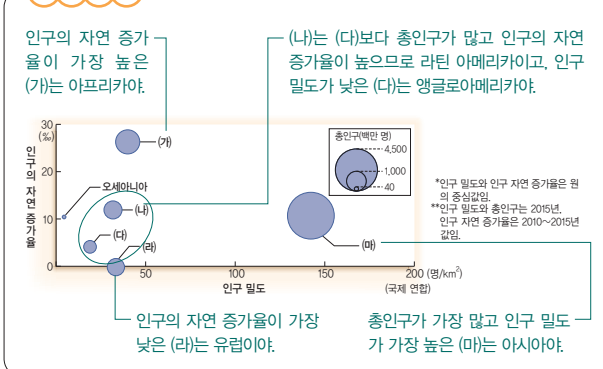 인구의 자연 증가
율이 가장 높은
(가)는 아프리카야.
(나)는 (다)보다 총인구가 많고 인구의 자연
증가율이 높으므로 라틴 아메리카이고, 인구
밀도가 낮은 (다)는 앵글로아메리카야.
30
(‰)
20
10
0
인구의 자연 증가율
(가)
오세아니아
(나)
(다)
(라)
(마)
총인구(백만 명)
4,500
1,000
40
*인구 밀도와 인구 자연 증가율은 원
의 중심값임.
**인구 밀도와 총인구는 2015년,
인구 자연 증가율은 2010~2015년
값임.
50
100
150
200 (명/km²)
인구 밀도
(국제 연합)
인구의 자연 증가율이 가장
낮은 (라)는 유럽이야.
총인구가 가장 많고 인구 밀도
가 가장 높은 (마)는 아시아야.